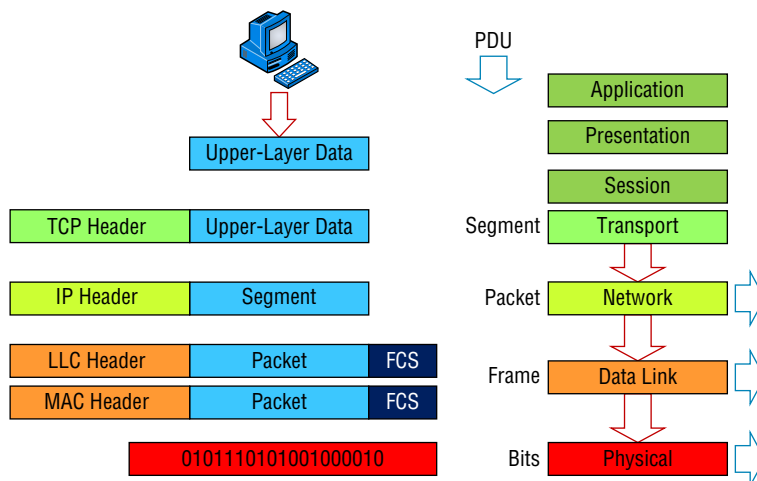 PDU
Application
Presentation
Upper-Layer Data
Session
TCP Header Upper-Layer Data Segment Transport
IP Header Segment Packet Network
LLC Header Packet FCS
Frame Data Link
MAC Header Packet FCS
0101110101001000010 Bits Physical